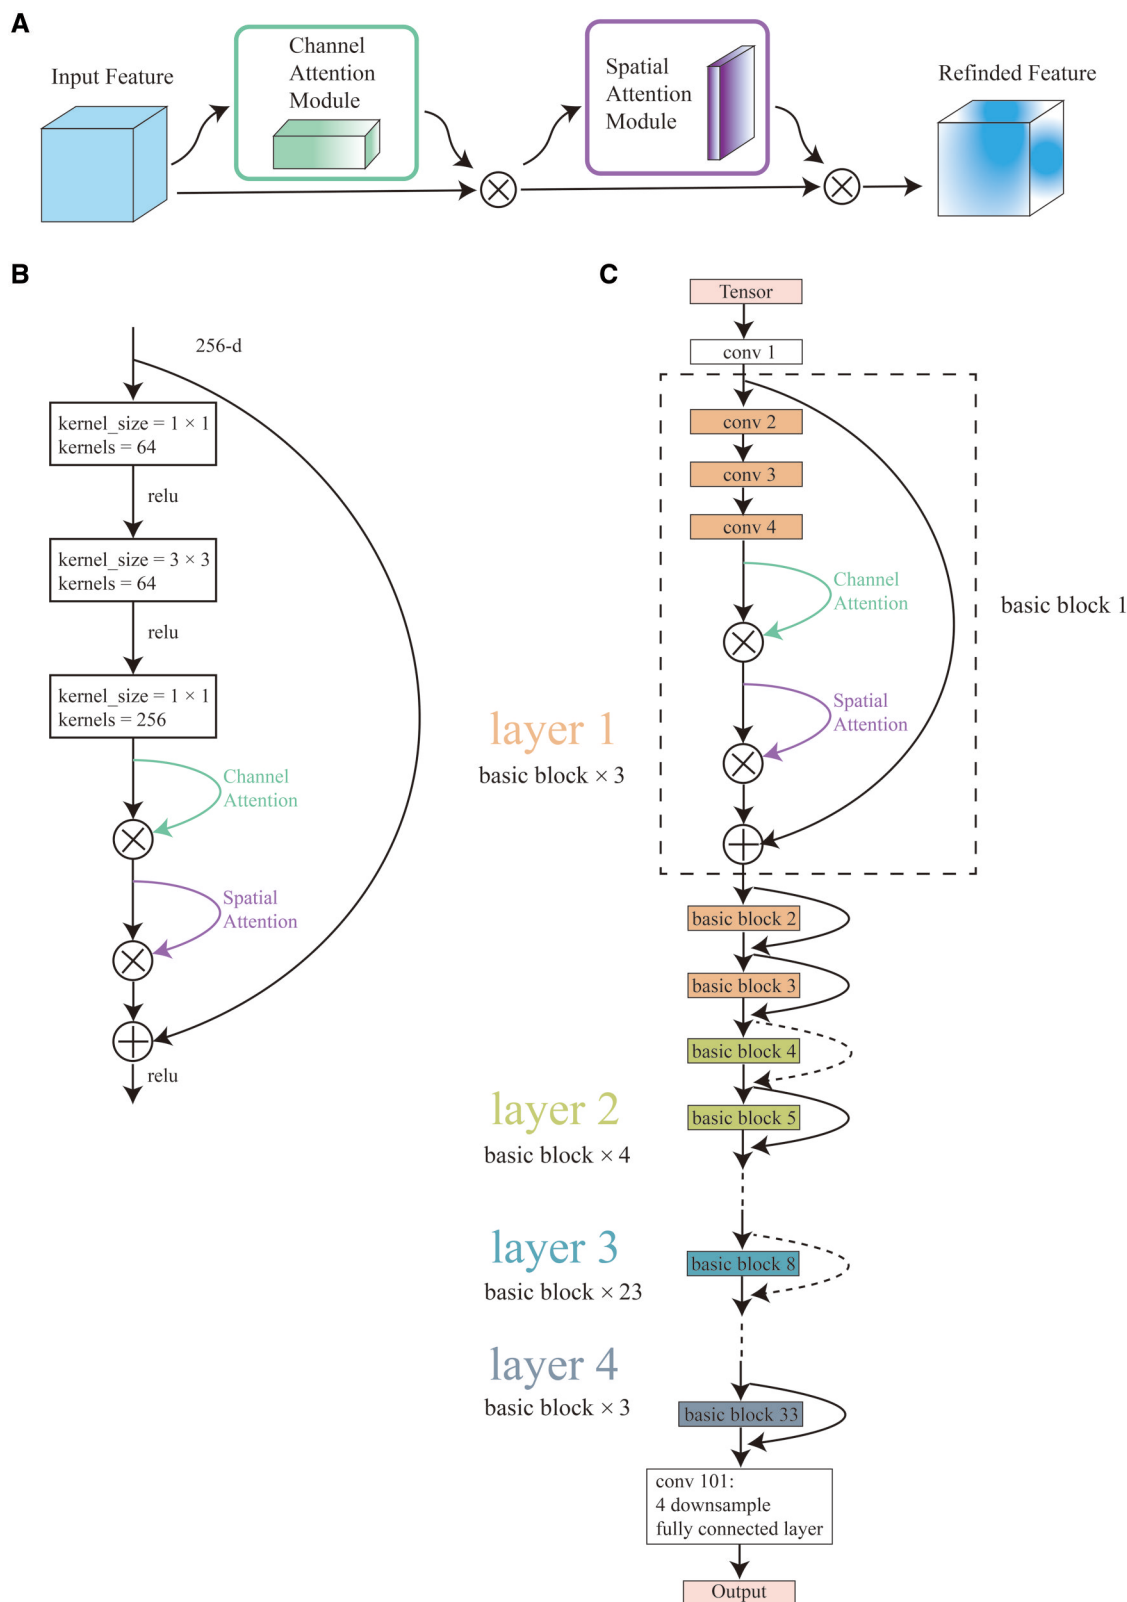 A
Input Feature
Channel
Attention
Module
Spatial
Attention
Module
Refinded Feature
B
256-d
kernel_size = 1 × 1
kernels = 64
relu
kernel_size = 3 × 3
kernels = 64
relu
kernel_size = 1 × 1
kernels = 256
Channel
Attention
Spatial
Attention
relu
C
Tensor
conv 1
conv 2
conv 3
conv 4
Channel
Attention
basic block 1
Spatial
Attention
layer 1
basic block × 3
basic block 2
basic block 3
basic block 4
layer 2
basic block × 4
basic block 5
layer 3
basic block × 23
basic block 8
layer 4
basic block × 3
basic block 33
conv 101:
4 downsample
fully connected layer
Output